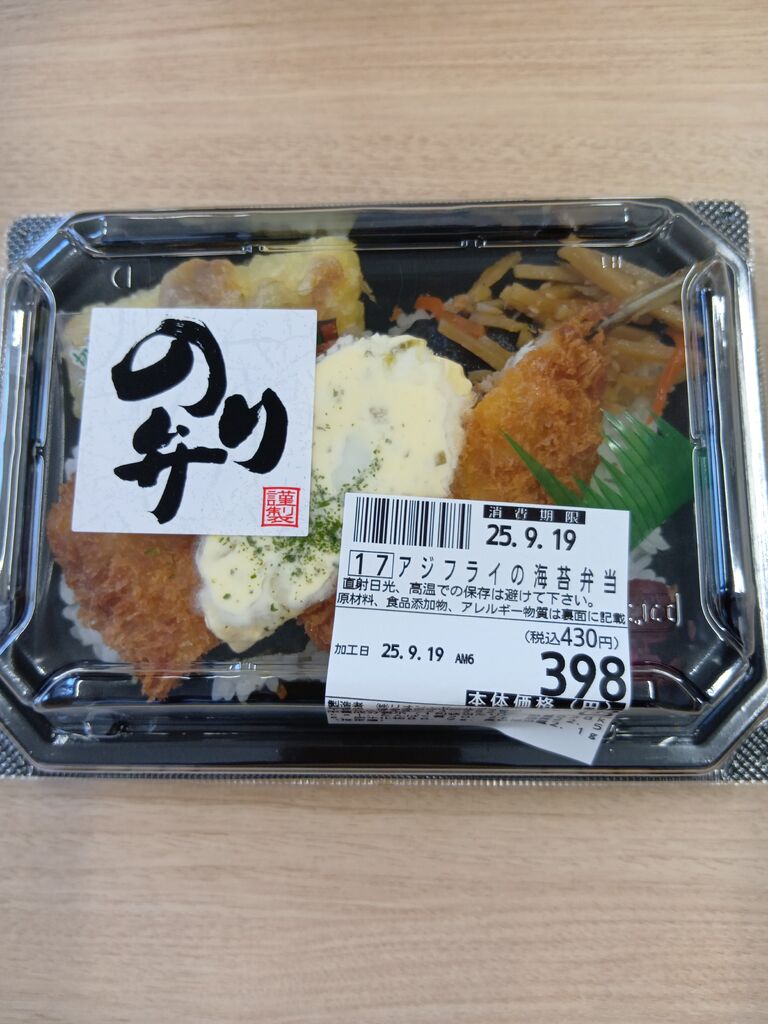 のり弁
謹製
消費期限
25.9.19
17 アジフライの海苔弁当
直射日光、高温での保存は避けて下さい。
原材料、食品添加物、アレルギー物質は裏面に記載
(税込430円)
加工日 25.9.19 AM6
398
本体価格(円)